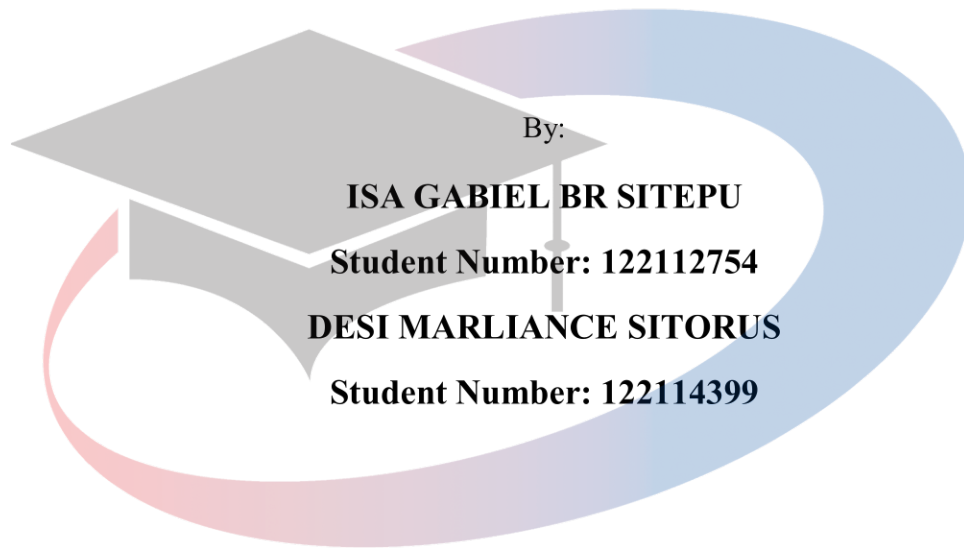 By:
ISA GABIEL BR SITEPU
Student Number: 122112754
DESI MARLIANCE SITORUS
Student Number: 122114399